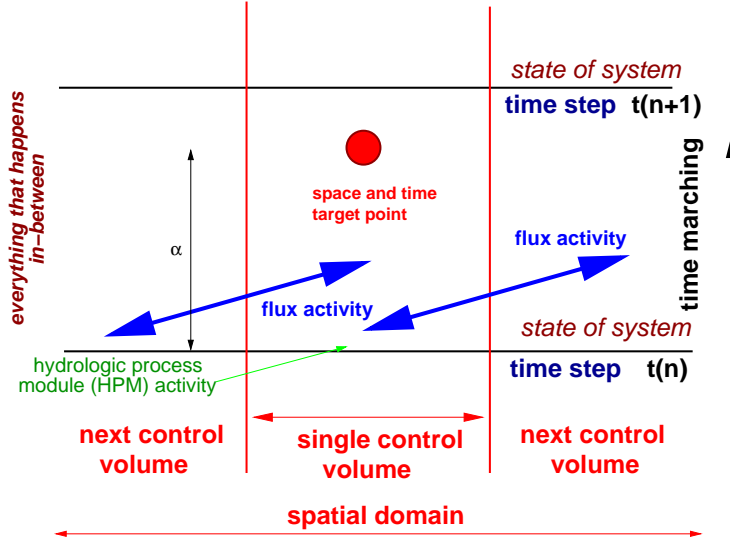 state of system
time step t(n+1)
everything that happens
in−between
space and time
target point
α
time marching
flux activity
flux activity
state of system
hydrologic process
module (HPM) activity
time step t(n)
next control
volume
single control
volume
next control
volume
spatial domain